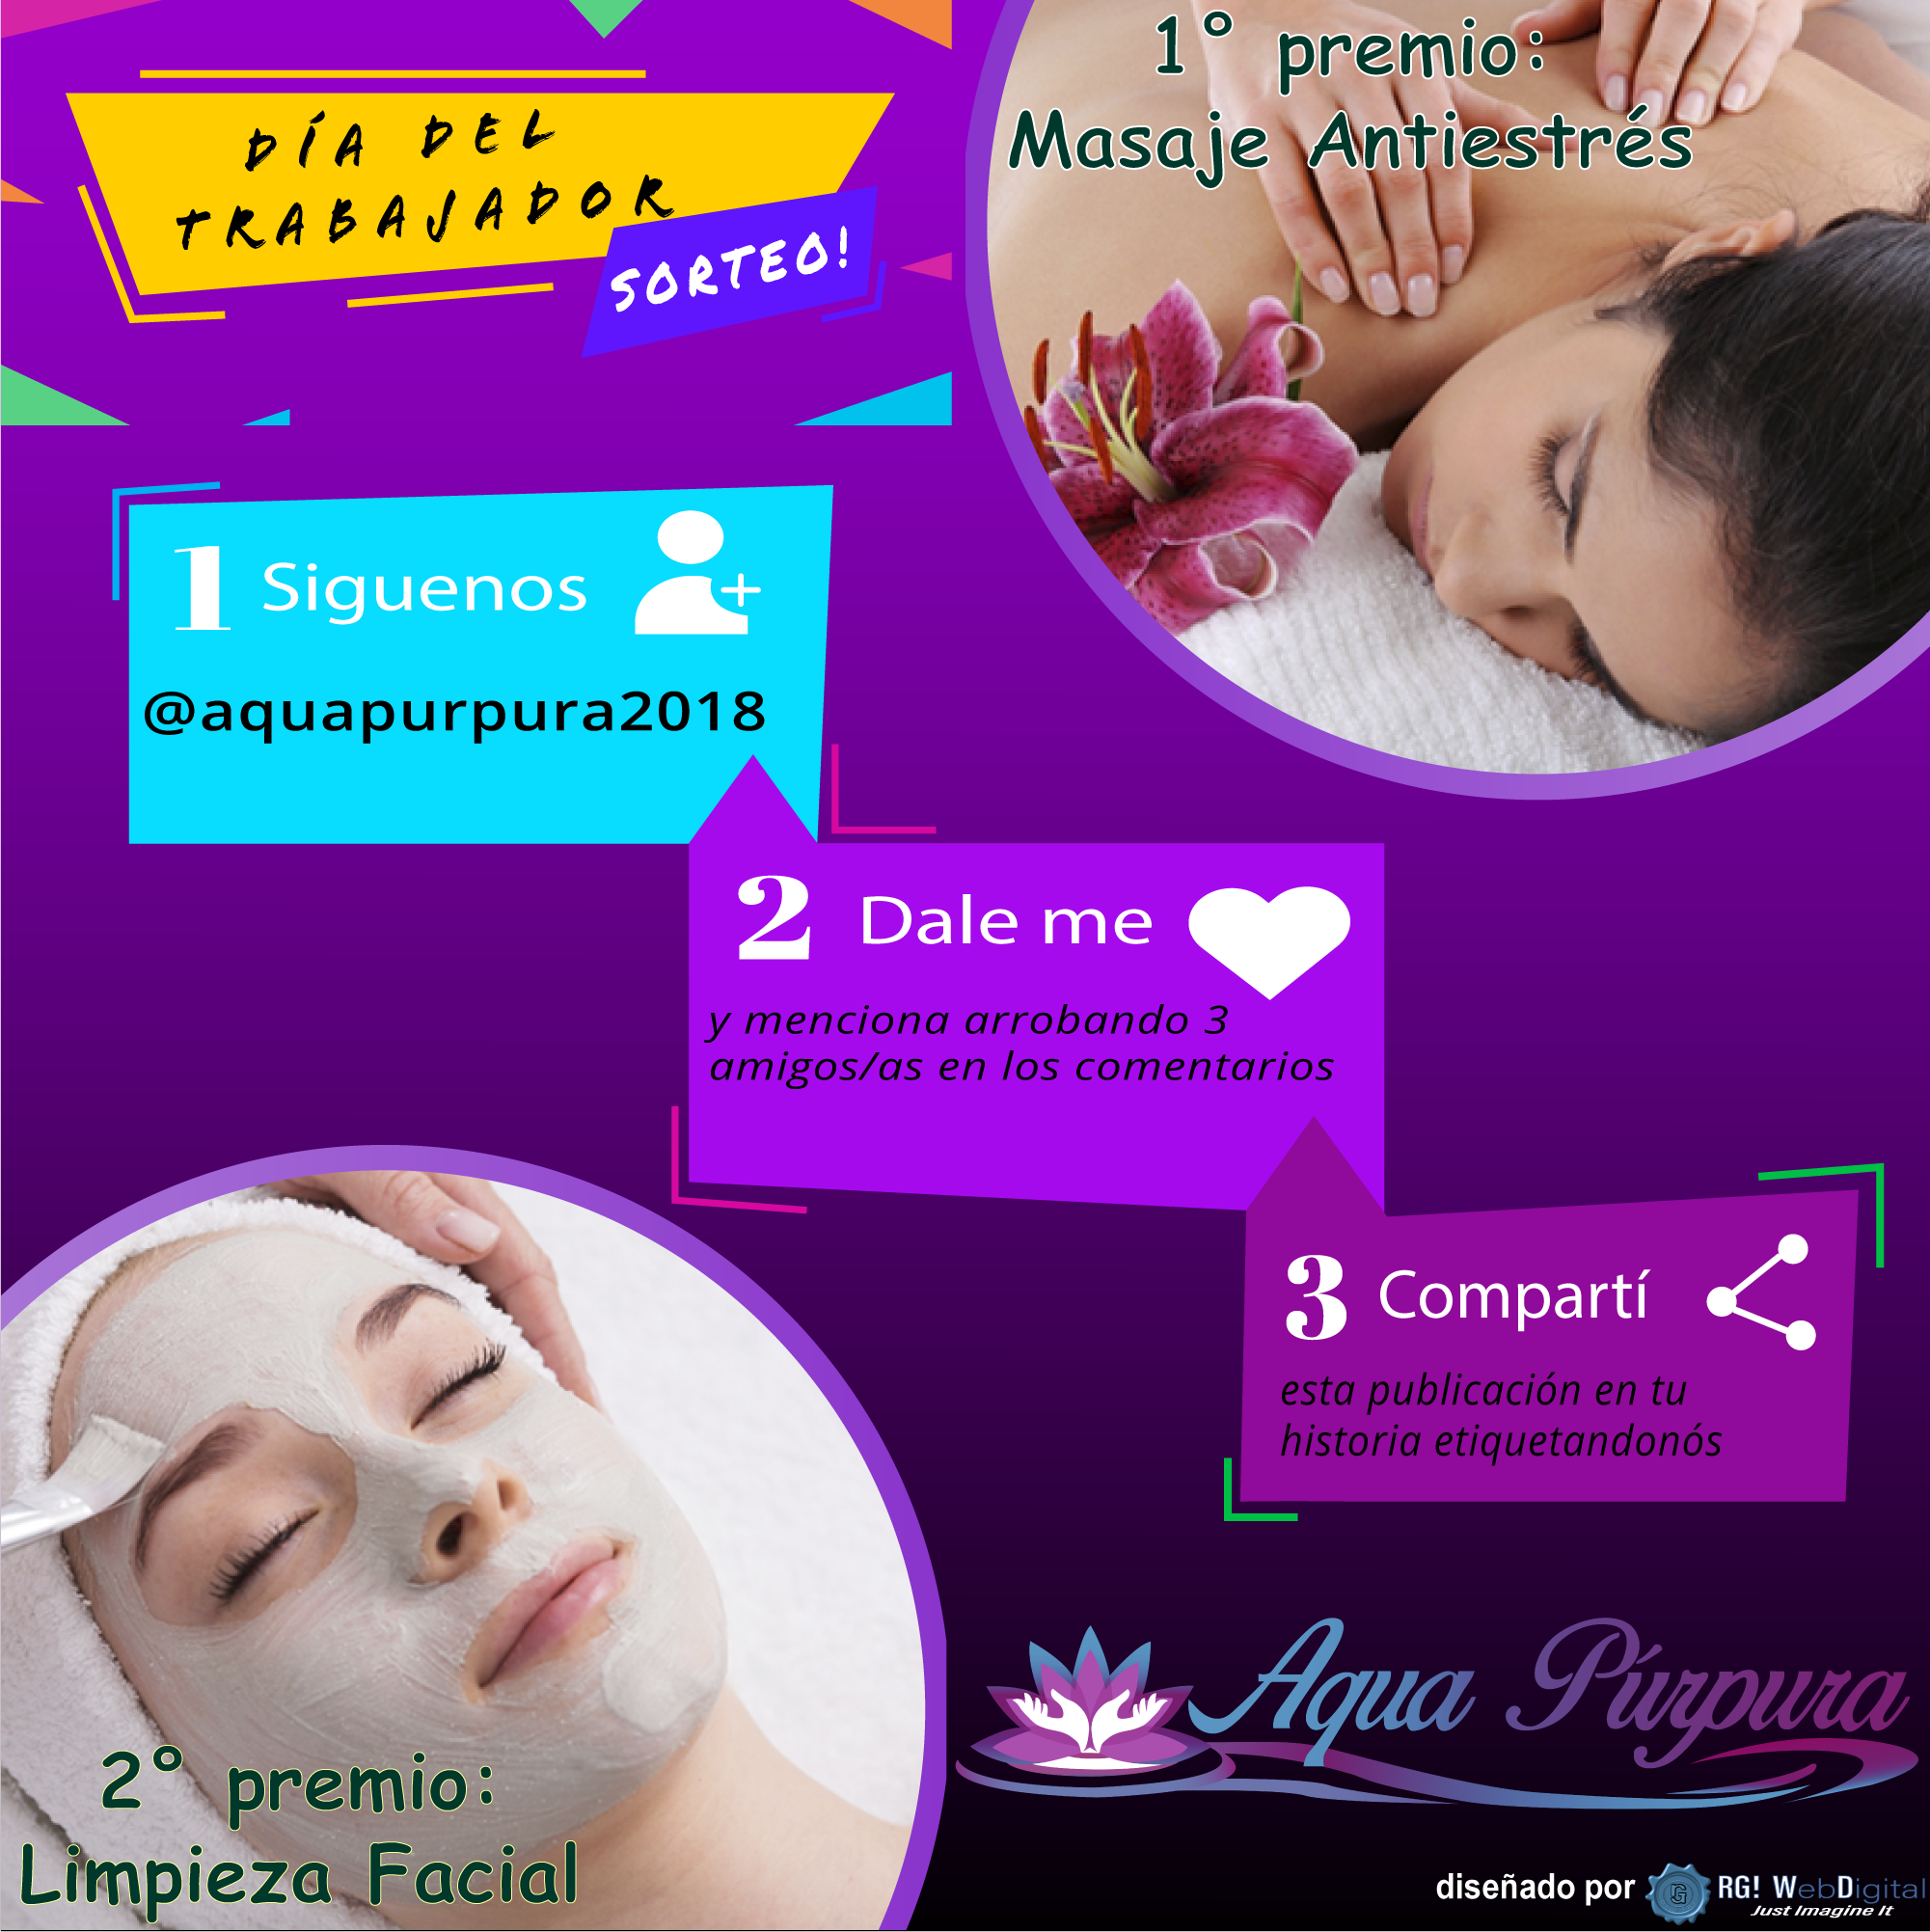 DÍA DEL
TRABAJADOR
SORTEO!
1° premio:
Masaje Antiestrés
1 Siguenos
@aquapurpura2018
2 Dale me
y menciona arrobando 3
amigos/as en los comentarios
3 Compartí
esta publicación en tu
historia etiquetandonós
2° premio:
Limpieza Facial
Aqua Púrpura
diseñado por RG! WebDigital
Just Imagine It